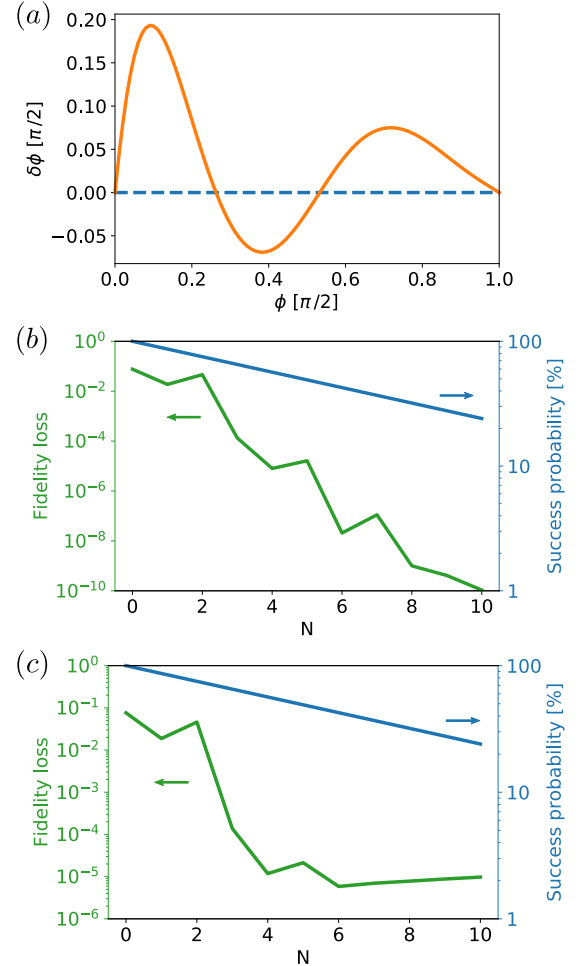 (a)
0.20
0.15
0.10
0.05
0.00
−0.05
δϕ [π/2]
0.0 0.2 0.4 0.6 0.8 1.0
ϕ [π/2]
(b)
10^0
10^−2
10^−4
10^−6
10^−8
10^−10
Fidelity loss
100
10
1
Success probability [%]
0 2 4 6 8 10
N
(c)
10^0
10^−1
10^−2
10^−3
10^−4
10^−5
10^−6
Fidelity loss
100
10
1
Success probability [%]
0 2 4 6 8 10
N